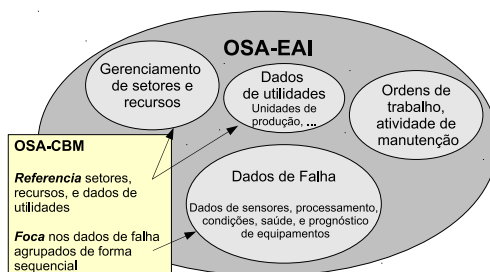 OSA-EAI
Gerenciamento
de setores e
recursos
Dados
de utilidades
Unidades de
produção, ...
Ordens de
trabalho,
atividade de
manutenção
OSA-CBM
Referencia setores,
recursos, e dados de
utilidades
Foca nos dados de falha
agrupados de forma
sequencial
Dados de Falha
Dados de sensores, processamento,
condições, saúde, e prognóstico
de equipamentos